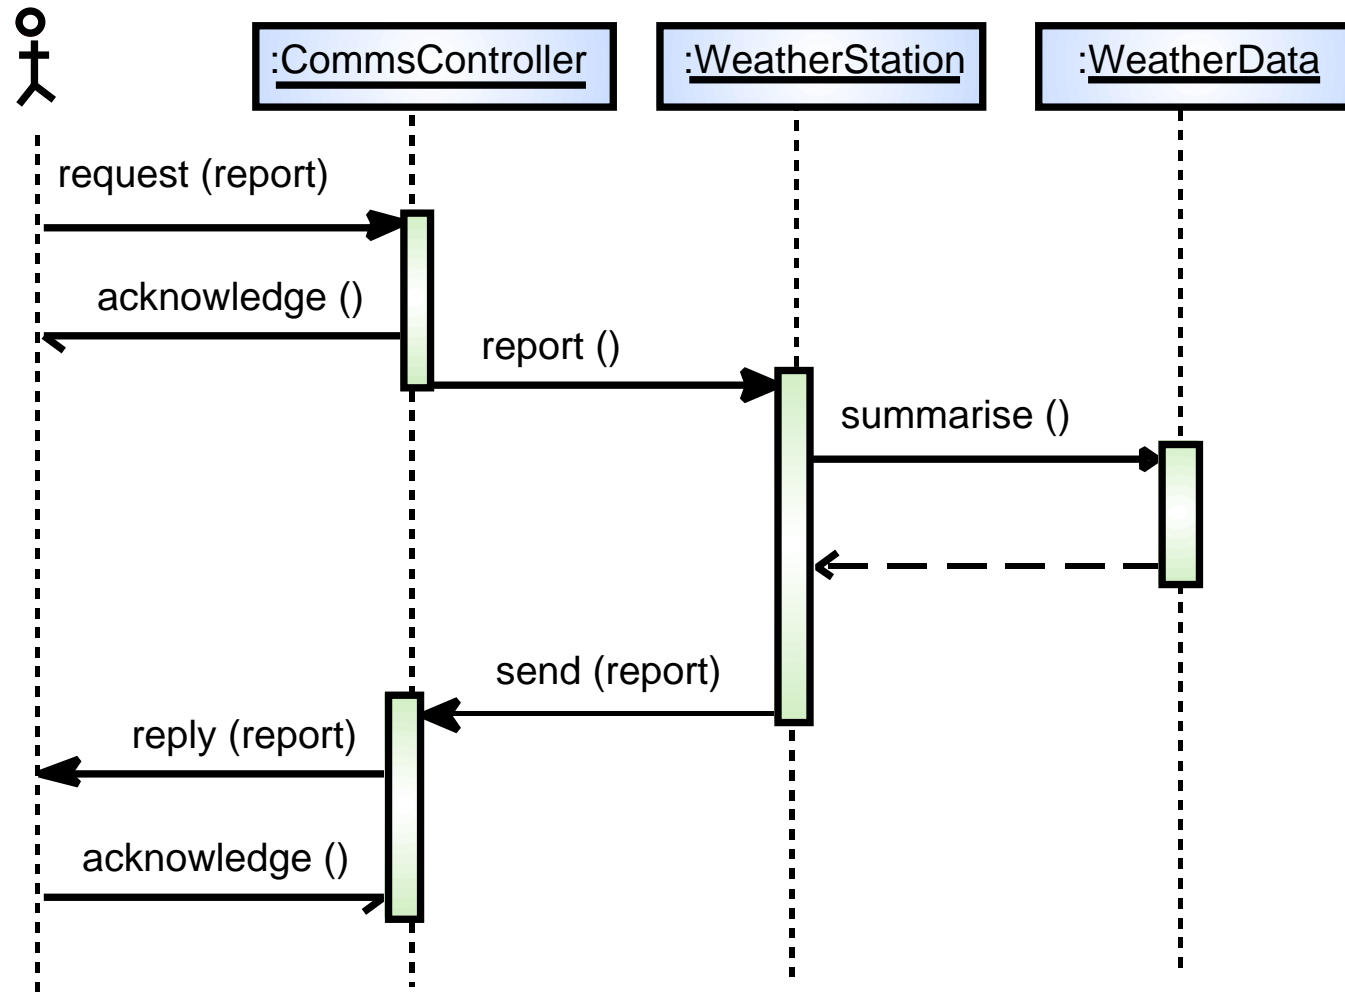 :CommsController
:WeatherStation
:WeatherData
request (report)
acknowledge ()
report ()
summarise ()
send (report)
reply (report)
acknowledge ()